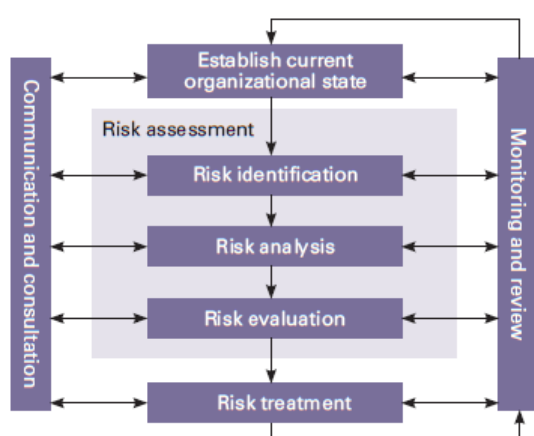 Establish current
organizational state
Risk assessment
Risk identification
Risk analysis
Risk evaluation
Risk treatment
Communication and consultation
Monitoring and review